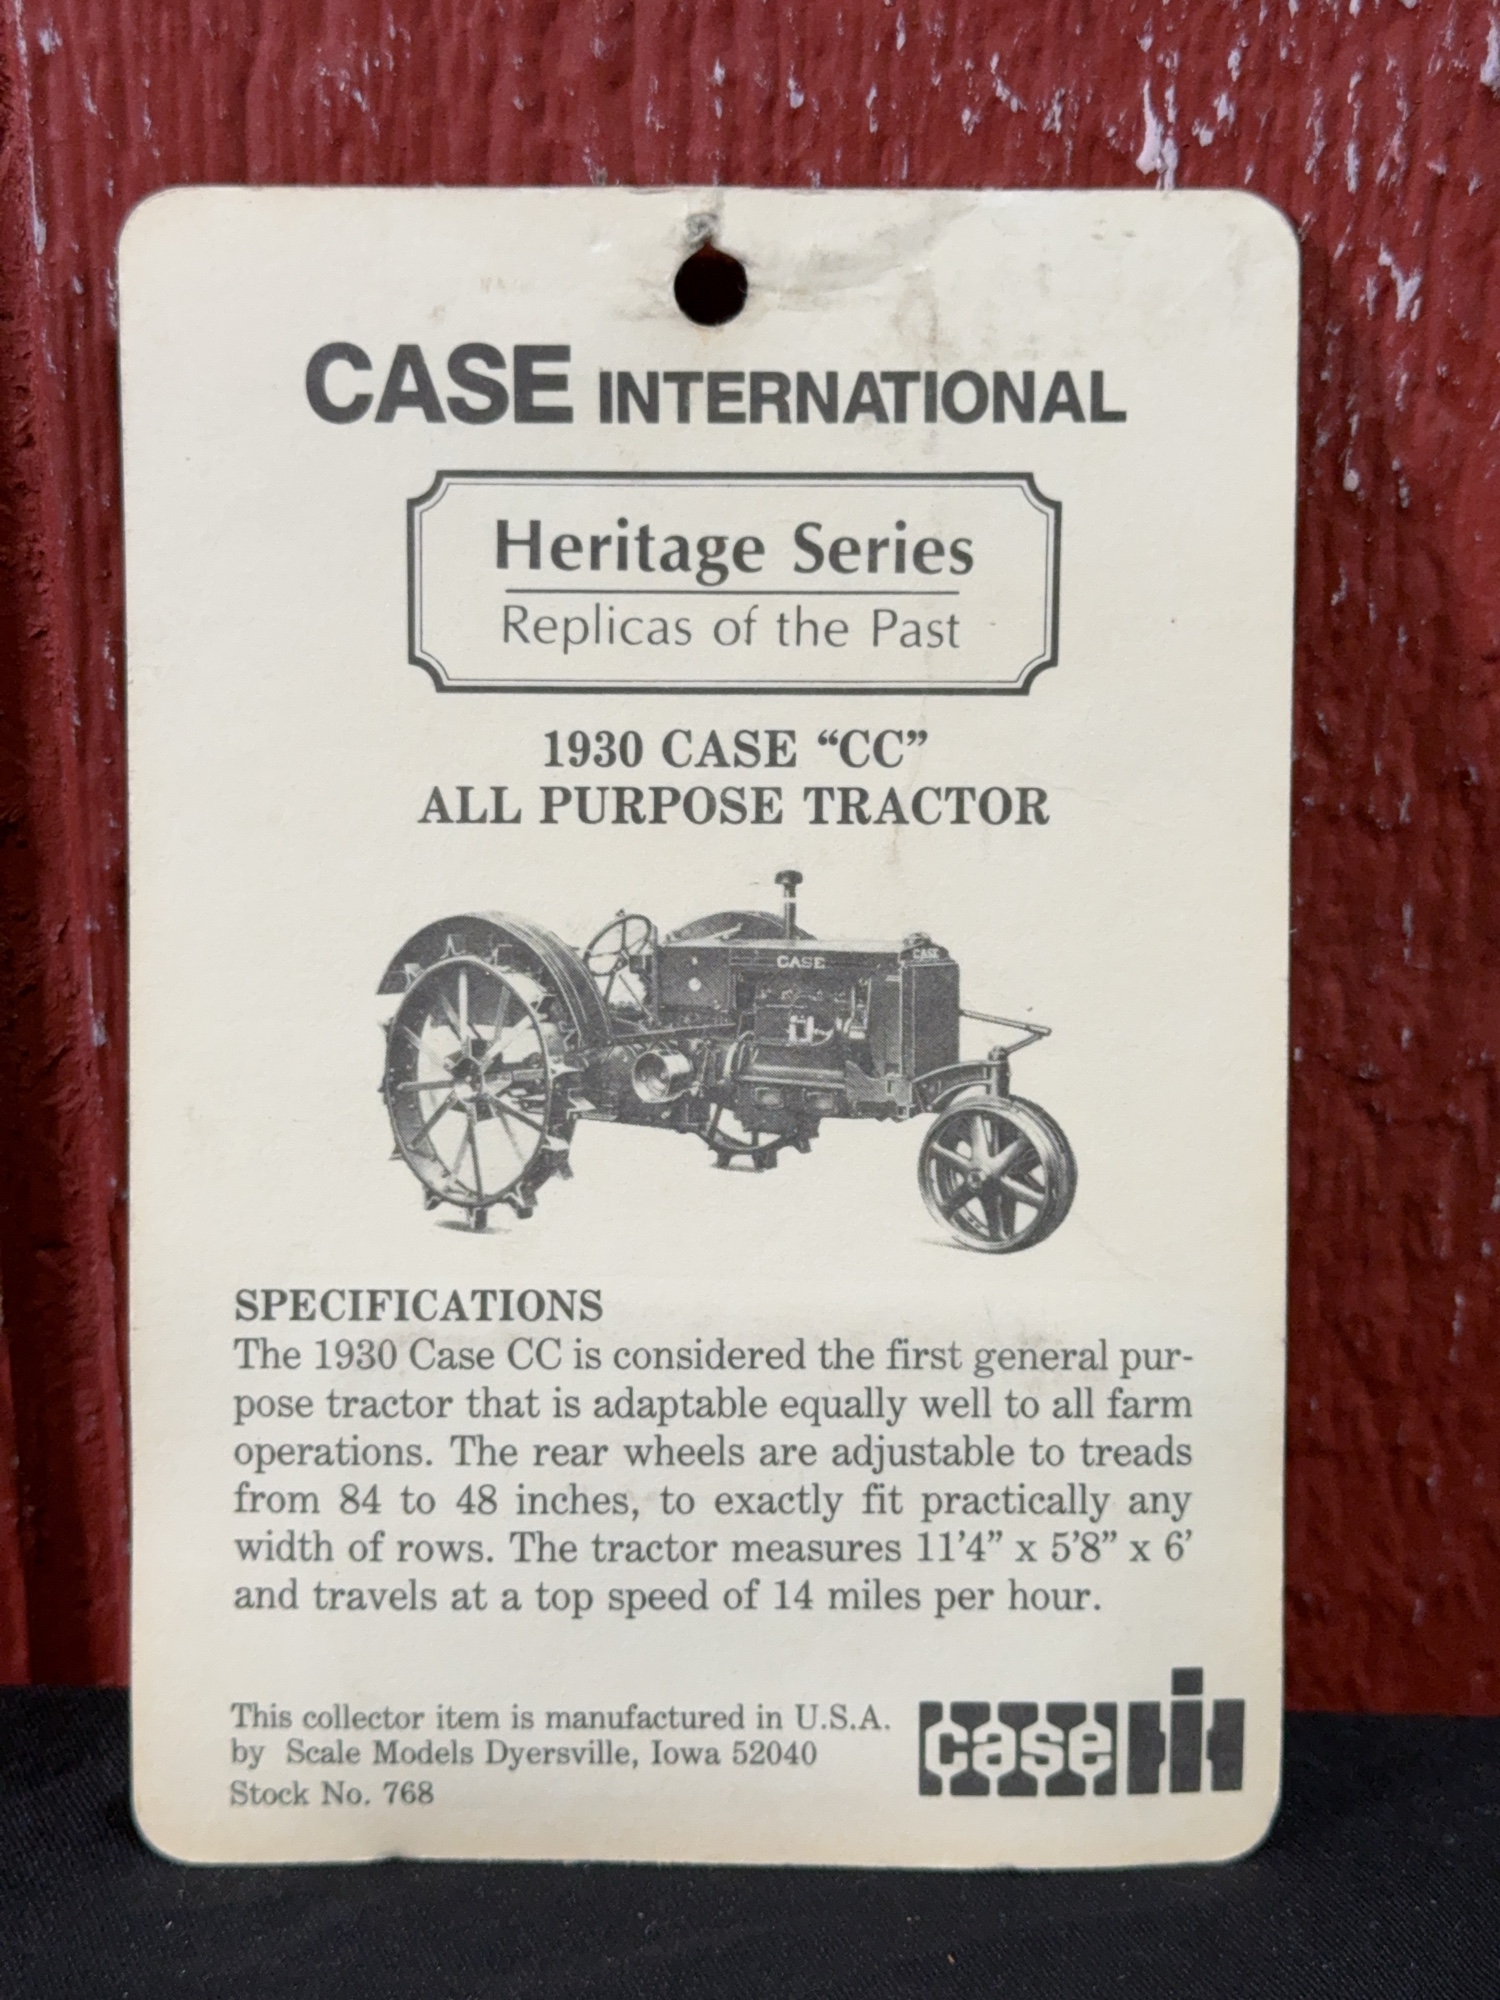 CASE INTERNATIONAL
Heritage Series
Replicas of the Past
1930 CASE “CC”
ALL PURPOSE TRACTOR
CASE
CASE
SPECIFICATIONS
The 1930 Case CC is considered the first general pur-
pose tractor that is adaptable equally well to all farm
operations. The rear wheels are adjustable to treads
from 84 to 48 inches, to exactly fit practically any
width of rows. The tractor measures 11’4” x 5’8” x 6’
and travels at a top speed of 14 miles per hour.
This collector item is manufactured in U.S.A.
by Scale Models Dyersville, Iowa 52040
Stock No. 768
case IH